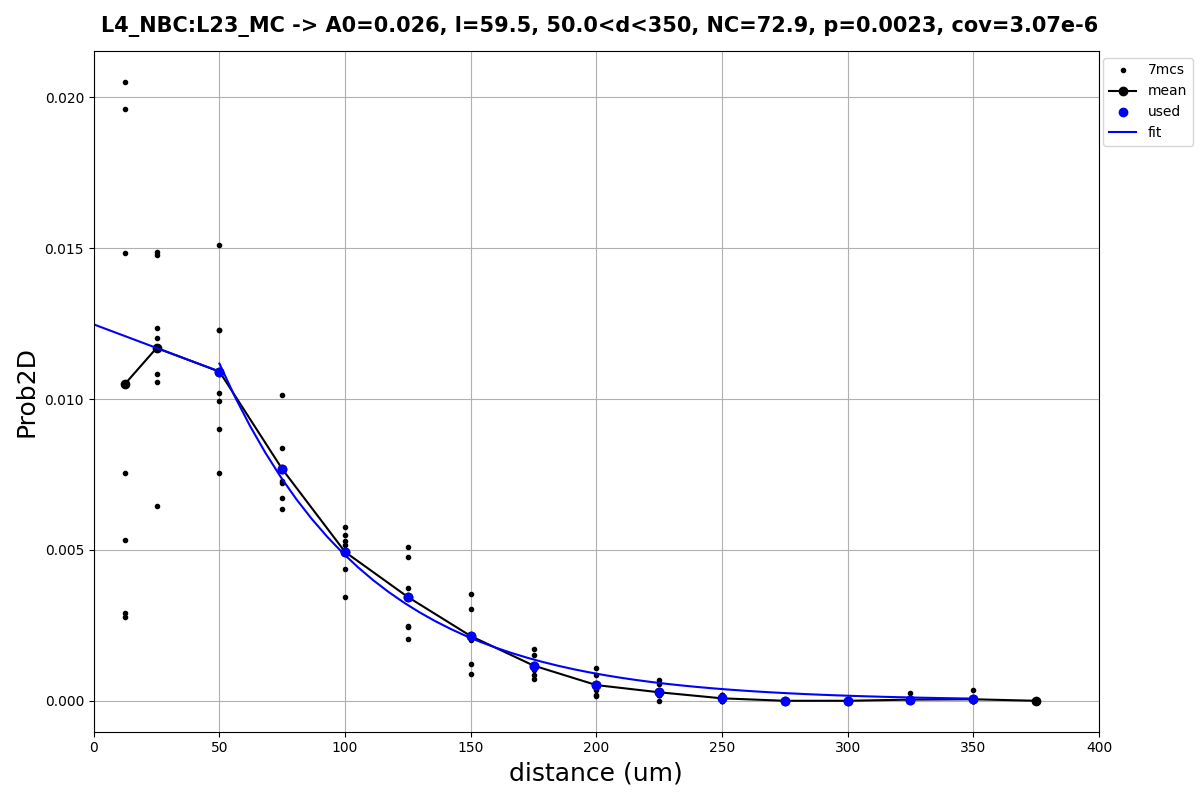 L4_NBC:L23_MC -> A0=0.026, l=59.5, 50.0<d<350, NC=72.9, p=0.0023, cov=3.07e-6
7mcs
mean
used
fit
0.020
0.015
0.010
0.005
0.000
Prob2D
0
50
100
150
200
250
300
350
400
distance (um)